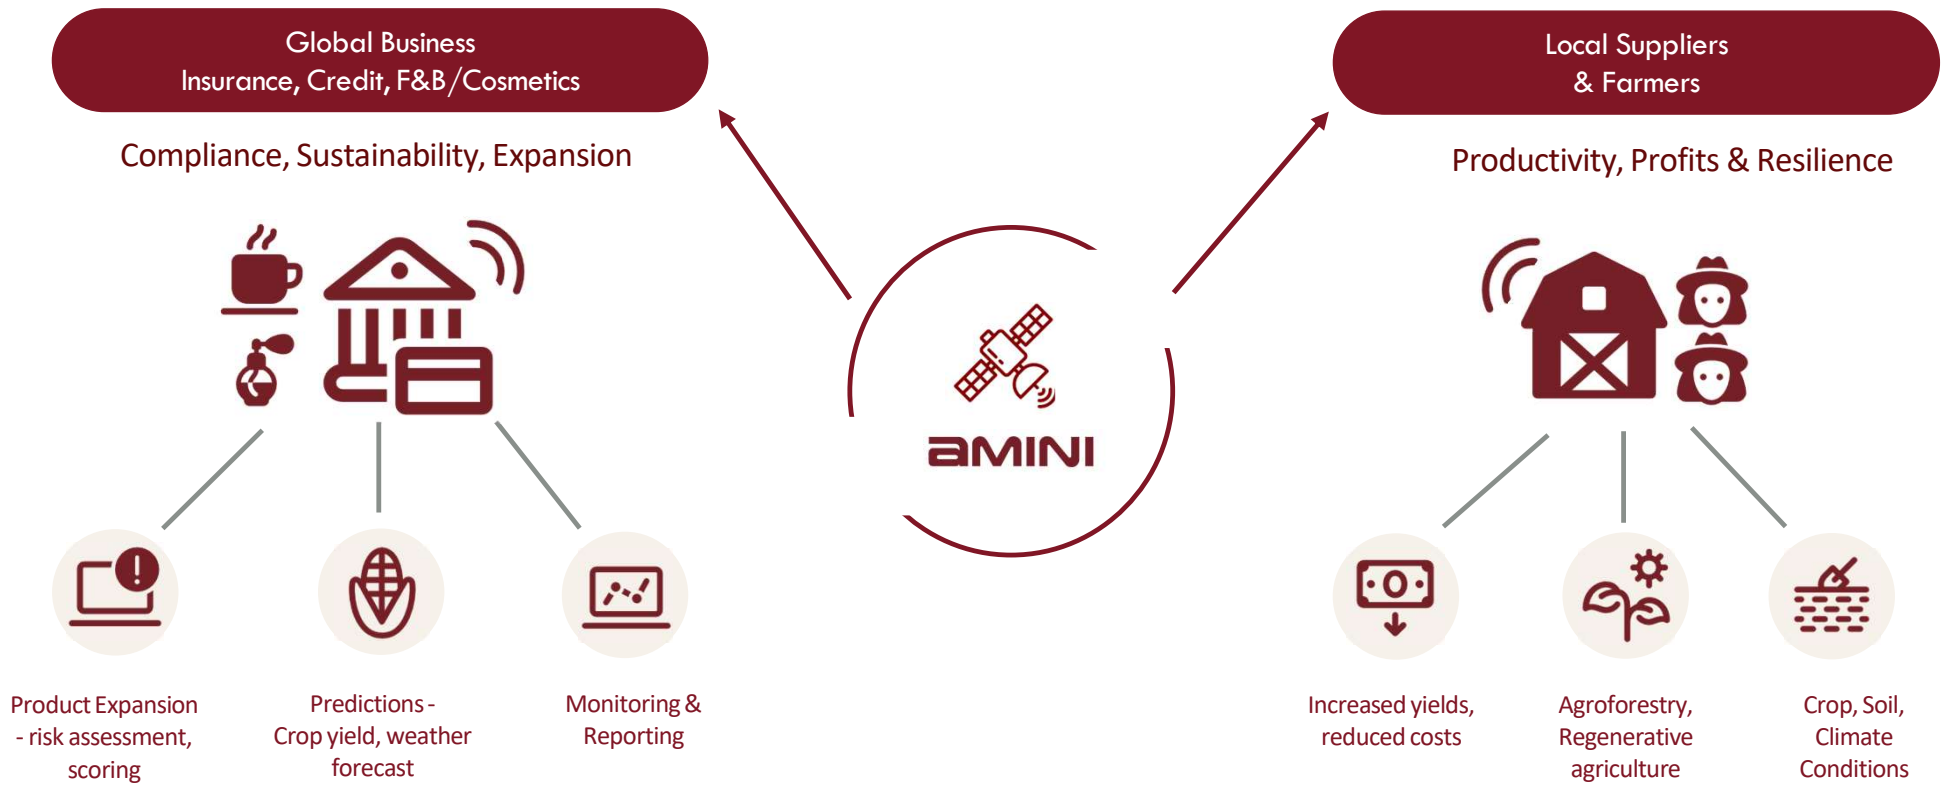 Global Business
Insurance, Credit, F&B/Cosmetics
Compliance, Sustainability, Expansion
Local Suppliers
& Farmers
Productivity, Profits & Resilience
aMINI
Product Expansion
- risk assessment,
scoring
Predictions -
Crop yield, weather
forecast
Monitoring &
Reporting
Increased yields,
reduced costs
Agroforestry,
Regenerative
agriculture
Crop, Soil,
Climate
Conditions